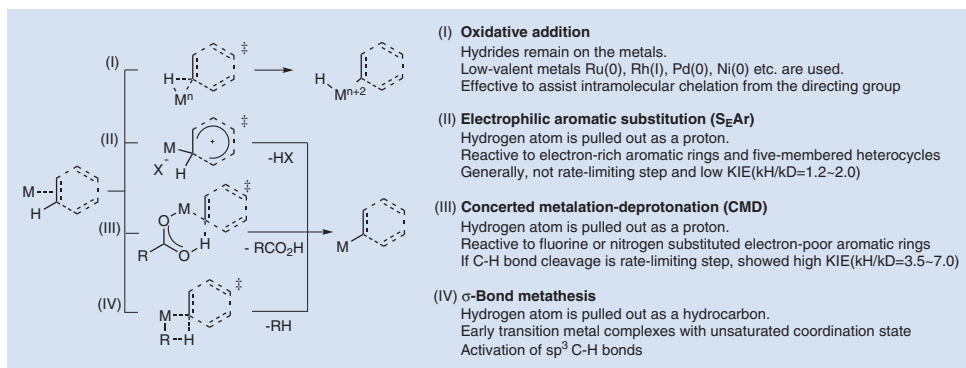 (I)
H
Mⁿ
‡
H
Mⁿ⁺²
(II)
M
X⁻
H
+
‡
-HX
M
H
(III)
M
O
H
R
O
‡
- RCO₂H
M
(IV)
M
R
H
‡
-RH
(I) Oxidative addition
Hydrides remain on the metals.
Low-valent metals Ru(0), Rh(I), Pd(0), Ni(0) etc. are used.
Effective to assist intramolecular chelation from the directing group
(II) Electrophilic aromatic substitution (SEAr)
Hydrogen atom is pulled out as a proton.
Reactive to electron-rich aromatic rings and five-membered heterocycles
Generally, not rate-limiting step and low KIE(kH/kD=1.2~2.0)
(III) Concerted metalation-deprotonation (CMD)
Hydrogen atom is pulled out as a proton.
Reactive to fluorine or nitrogen substituted electron-poor aromatic rings
If C-H bond cleavage is rate-limiting step, showed high KIE(kH/kD=3.5~7.0)
(IV) σ-Bond metathesis
Hydrogen atom is pulled out as a hydrocarbon.
Early transition metal complexes with unsaturated coordination state
Activation of sp³ C-H bonds